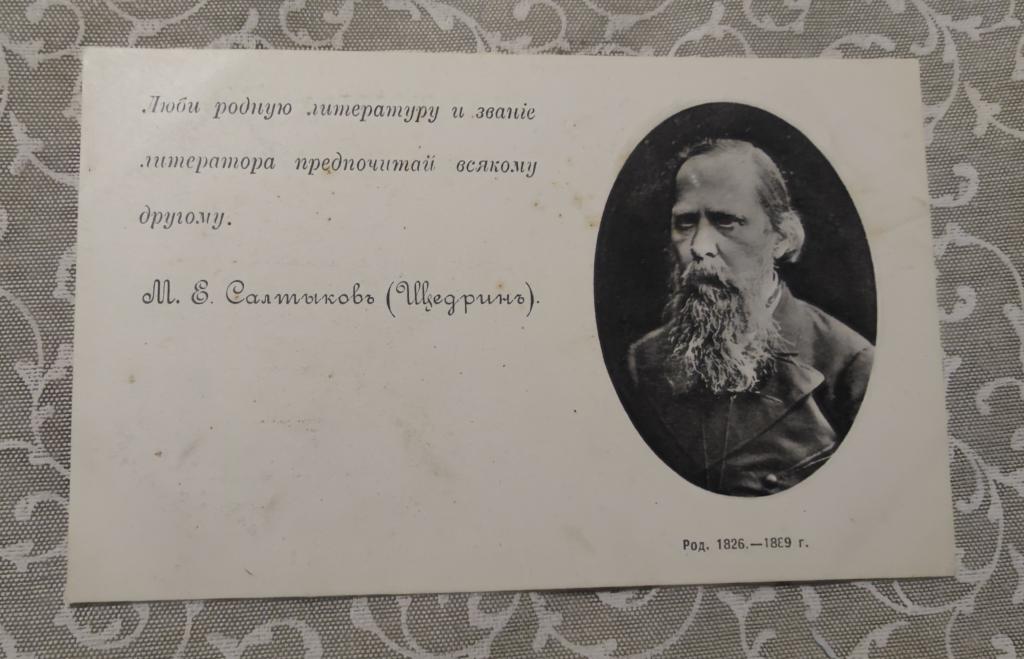 Люби родную литературу и званіе
литератора предпочитай всякому
другому.
М. Е. Салтыковъ (Щедринъ).
Род. 1826.—1889 г.